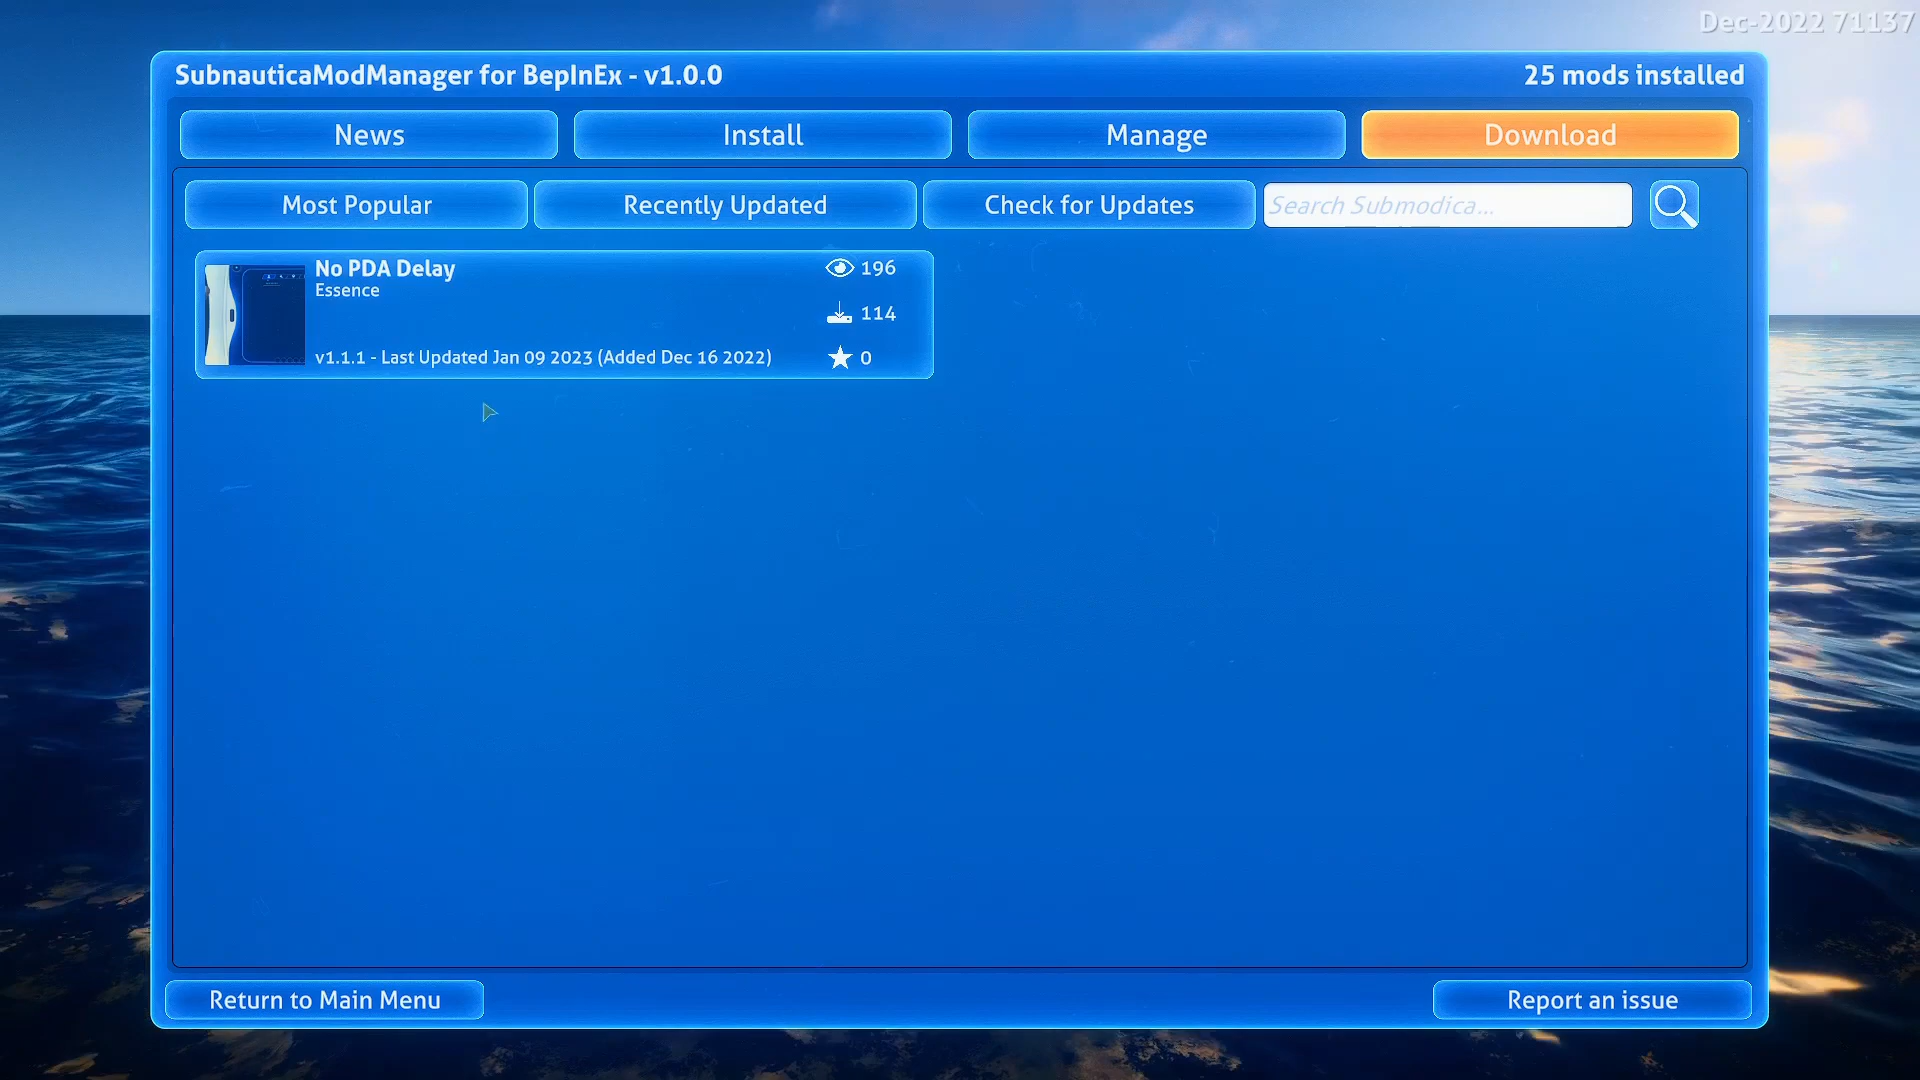 Dec-2022 71137
SubnauticaModManager for BepInEx - v1.0.0
25 mods installed
News
Install
Manage
Download
Most Popular
Recently Updated
Check for Updates
Search Submodica...
No PDA Delay
196
Essence
114
v1.1.1 - Last Updated Jan 09 2023 (Added Dec 16 2022)
0
Return to Main Menu
Report an issue